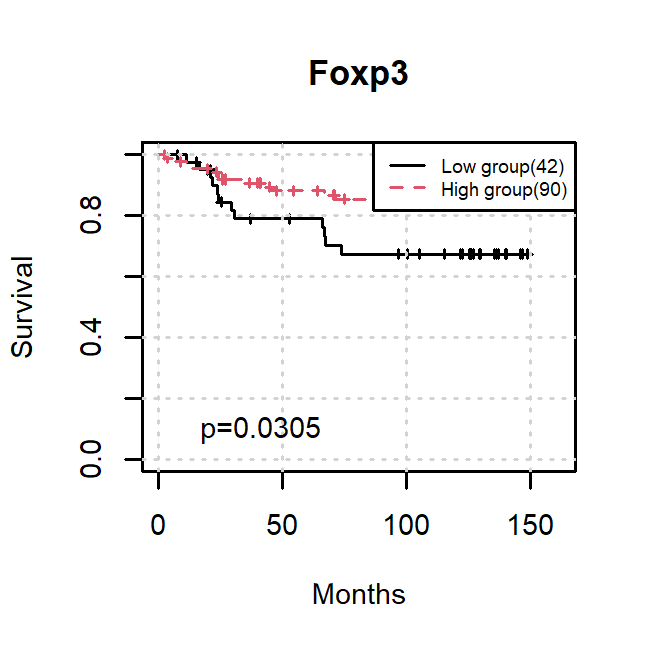 Foxp3
Low group(42)
High group(90)
Survival
0.8
0.4
0.0
p=0.0305
0 50 100 150
Months